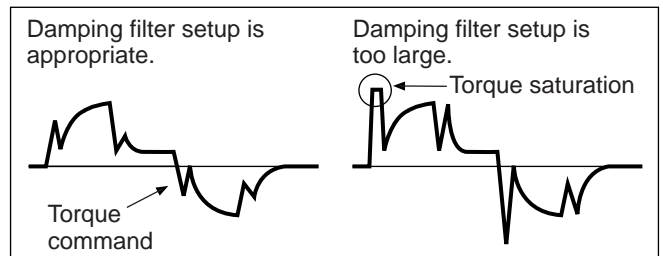 Damping filter setup is
appropriate.
Torque
command
Damping filter setup is
too large.
Torque saturation